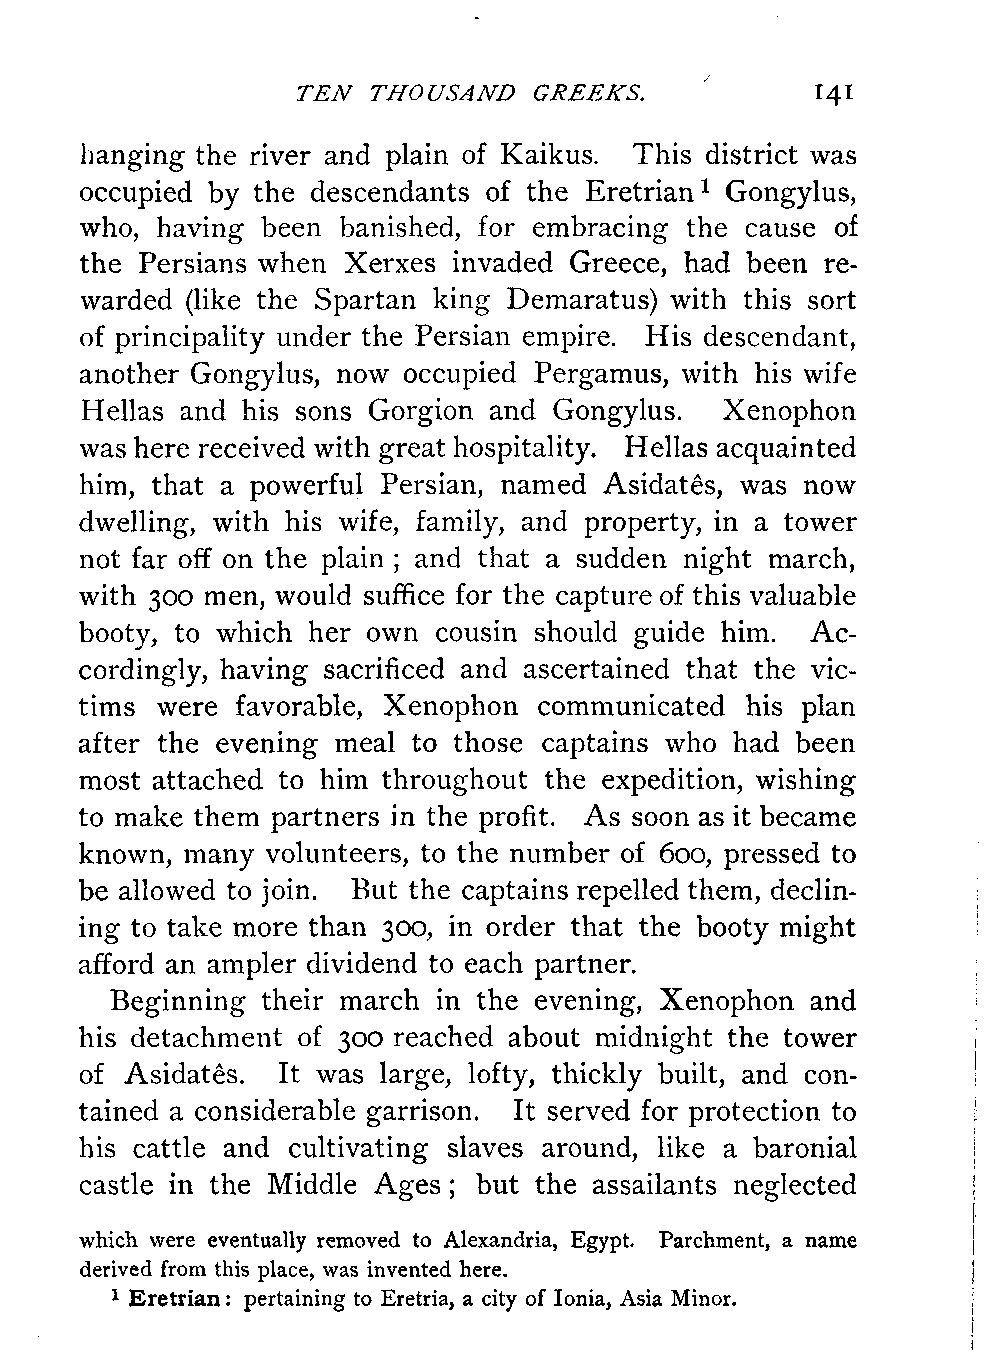 TEN THOUSAND GREEKS. 141
hanging the river and plain of Kaikus. This district was
occupied by the descendants of the Eretrian¹ Gongylus,
who, having been banished, for embracing the cause of
the Persians when Xerxes invaded Greece, had been re-
warded (like the Spartan king Demaratus) with this sort
of principality under the Persian empire. His descendant,
another Gongylus, now occupied Pergamus, with his wife
Hellas and his sons Gorgion and Gongylus. Xenophon
was here received with great hospitality. Hellas acquainted
him, that a powerful Persian, named Asidatês, was now
dwelling, with his wife, family, and property, in a tower
not far off on the plain ; and that a sudden night march,
with 300 men, would suffice for the capture of this valuable
booty, to which her own cousin should guide him. Ac-
cordingly, having sacrificed and ascertained that the vic-
tims were favorable, Xenophon communicated his plan
after the evening meal to those captains who had been
most attached to him throughout the expedition, wishing
to make them partners in the profit. As soon as it became
known, many volunteers, to the number of 600, pressed to
be allowed to join. But the captains repelled them, declin-
ing to take more than 300, in order that the booty might
afford an ampler dividend to each partner.
Beginning their march in the evening, Xenophon and
his detachment of 300 reached about midnight the tower
of Asidatês. It was large, lofty, thickly built, and con-
tained a considerable garrison. It served for protection to
his cattle and cultivating slaves around, like a baronial
castle in the Middle Ages ; but the assailants neglected
which were eventually removed to Alexandria, Egypt. Parchment, a name
derived from this place, was invented here.
¹ Eretrian : pertaining to Eretria, a city of Ionia, Asia Minor.